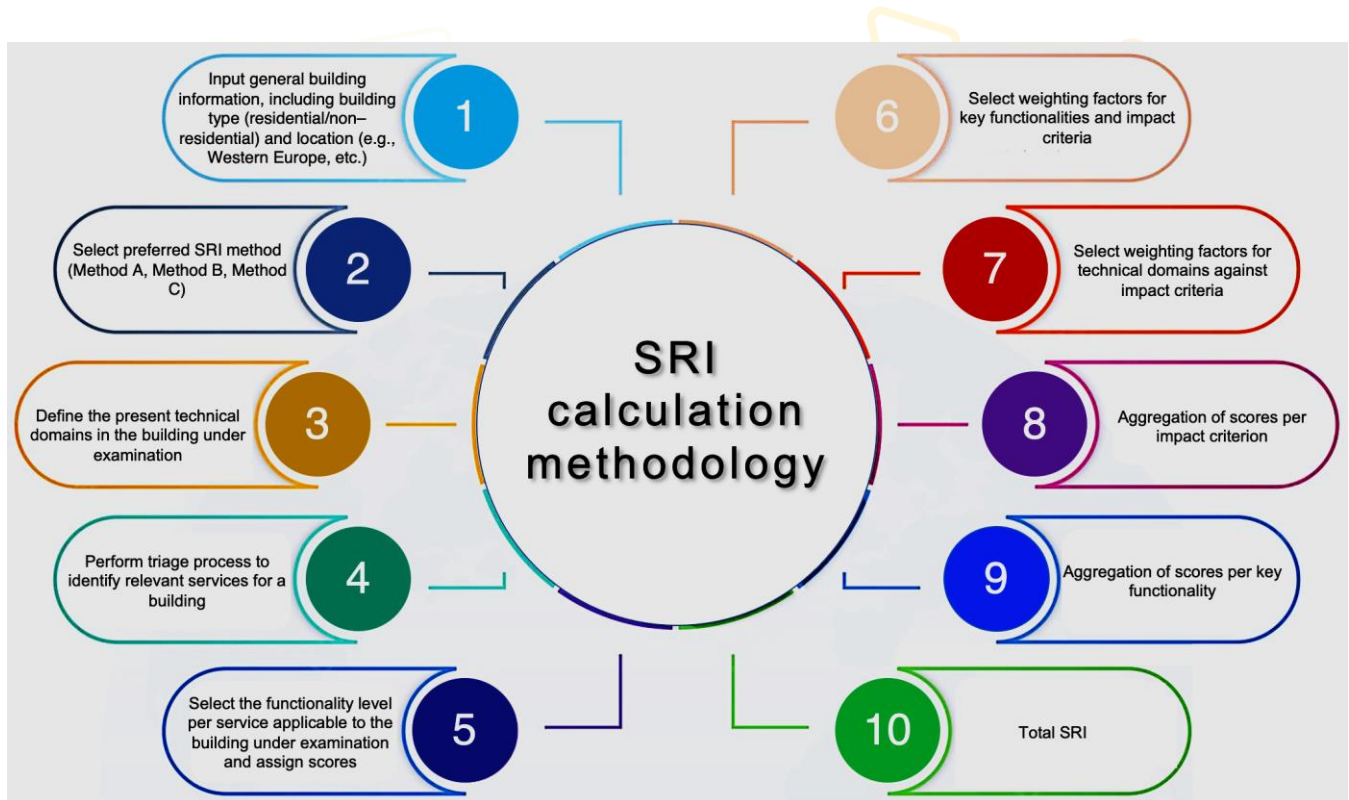 1
Input general building
information, including building
type (residential/non–
residential) and location (e.g.,
Western Europe, etc.)
2
Select preferred SRI method
(Method A, Method B, Method
C)
3
Define the present technical
domains in the building under
examination
4
Perform triage process to
identify relevant services for a
building
5
Select the functionality level
per service applicable to the
building under examination
and assign scores
SRI
calculation
methodology
6
Select weighting factors for
key functionalities and impact
criteria
7
Select weighting factors for
technical domains against
impact criteria
8
Aggregation of scores per
impact criterion
9
Aggregation of scores per key
functionality
10
Total SRI